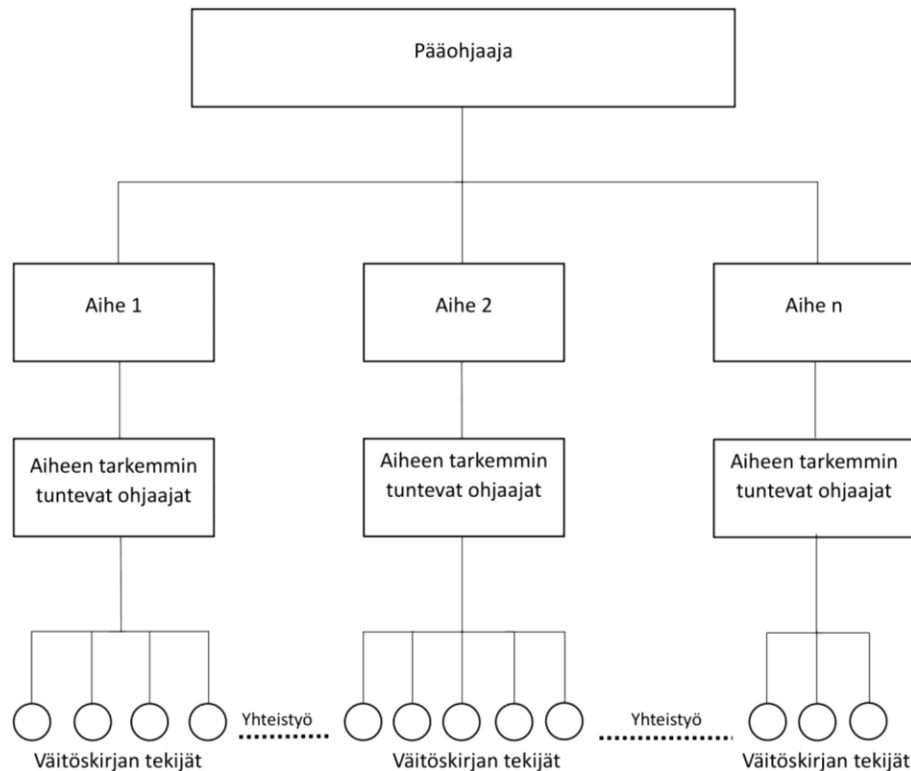 Pääohjaaja
Aihe 1
Aihe 2
Aihe n
Aiheen tarkemmin
tuntevat ohjaajat
Aiheen tarkemmin
tuntevat ohjaajat
Aiheen tarkemmin
tuntevat ohjaajat
Yhteistyö
Yhteistyö
Väitöskirjan tekijät
Väitöskirjan tekijät
Väitöskirjan tekijät